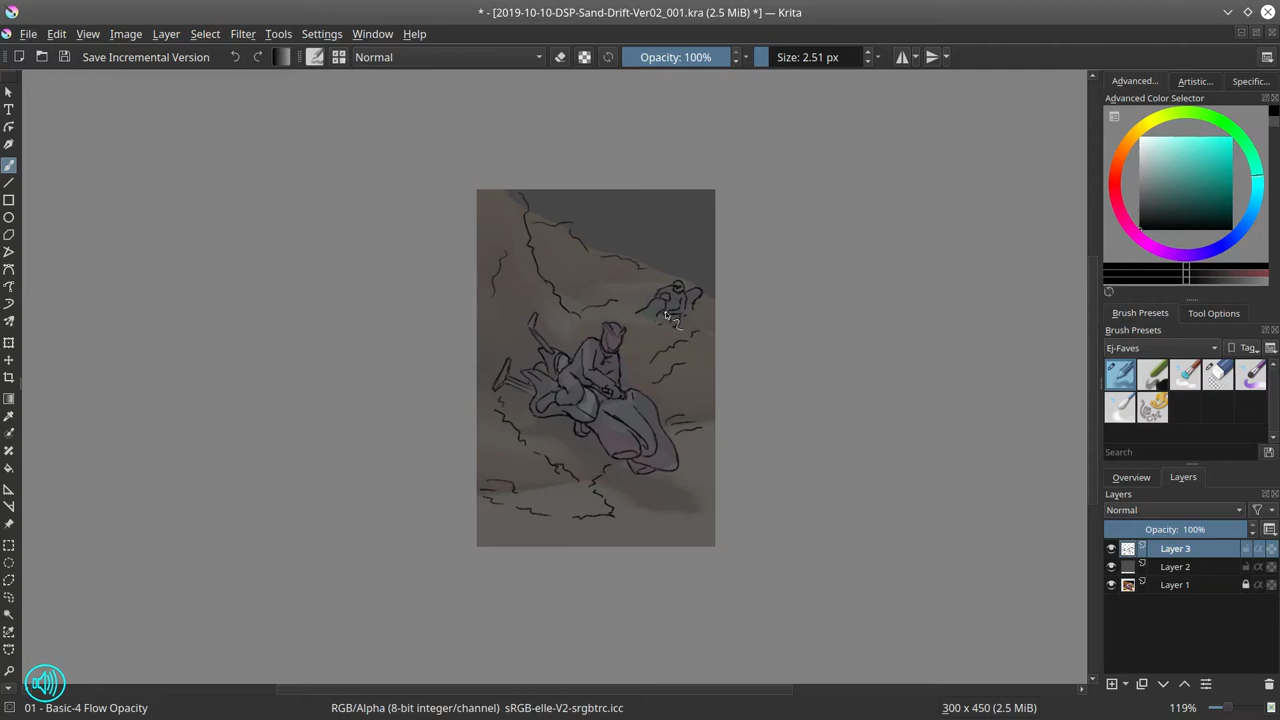 * - [2019-10-10-DSP-Sand-Drift-Ver02_001.kra (2.5 MiB) *] — Krita
File Edit View Image Layer Select Filter Tools Settings Window Help
Save Incremental Version Normal Opacity: 100% Size: 2.51 px
Advanced... Artistic... Specific...
Advanced Color Selector
Brush Presets Tool Options
Brush Presets
Ej-Faves Tag
Search
Overview Layers
Layers
Normal
Opacity: 100%
Layer 3
Layer 2
Layer 1
01 - Basic-4 Flow Opacity RGB/Alpha (8-bit integer/channel) sRGB-elle-V2-srgbtrc.icc 300 x 450 (2.5 MiB) 119%